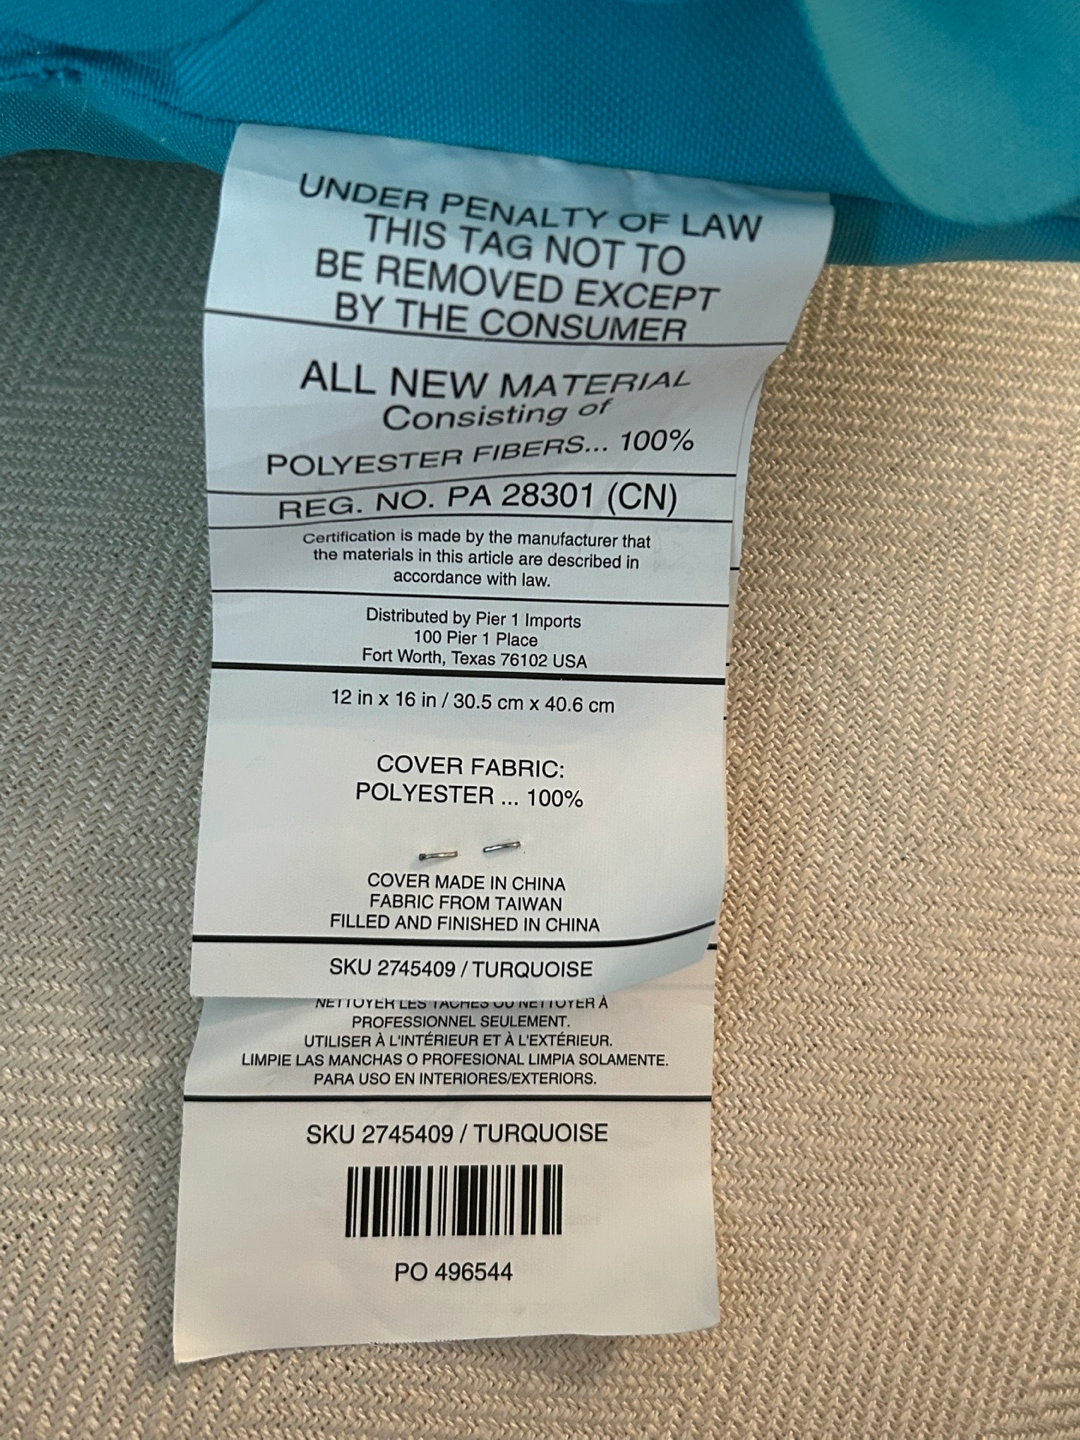 UNDER PENALTY OF LAW
THIS TAG NOT TO
BE REMOVED EXCEPT
BY THE CONSUMER
ALL NEW MATERIAL
Consisting of
POLYESTER FIBERS... 100%
REG. NO. PA 28301 (CN)
Certification is made by the manufacturer that
the materials in this article are described in
accordance with law.
Distributed by Pier 1 Imports
100 Pier 1 Place
Fort Worth, Texas 76102 USA
12 in x 16 in / 30.5 cm x 40.6 cm
COVER FABRIC:
POLYESTER ... 100%
COVER MADE IN CHINA
FABRIC FROM TAIWAN
FILLED AND FINISHED IN CHINA
SKU 2745409 / TURQUOISE
NETTOYER LES TACHES OU NETTOYER À
PROFESSIONNEL SEULEMENT.
UTILISER À L'INTÉRIEUR ET À L'EXTÉRIEUR.
LIMPIE LAS MANCHAS O PROFESIONAL LIMPIA SOLAMENTE.
PARA USO EN INTERIORES/EXTERIORS.
SKU 2745409 / TURQUOISE
PO 496544